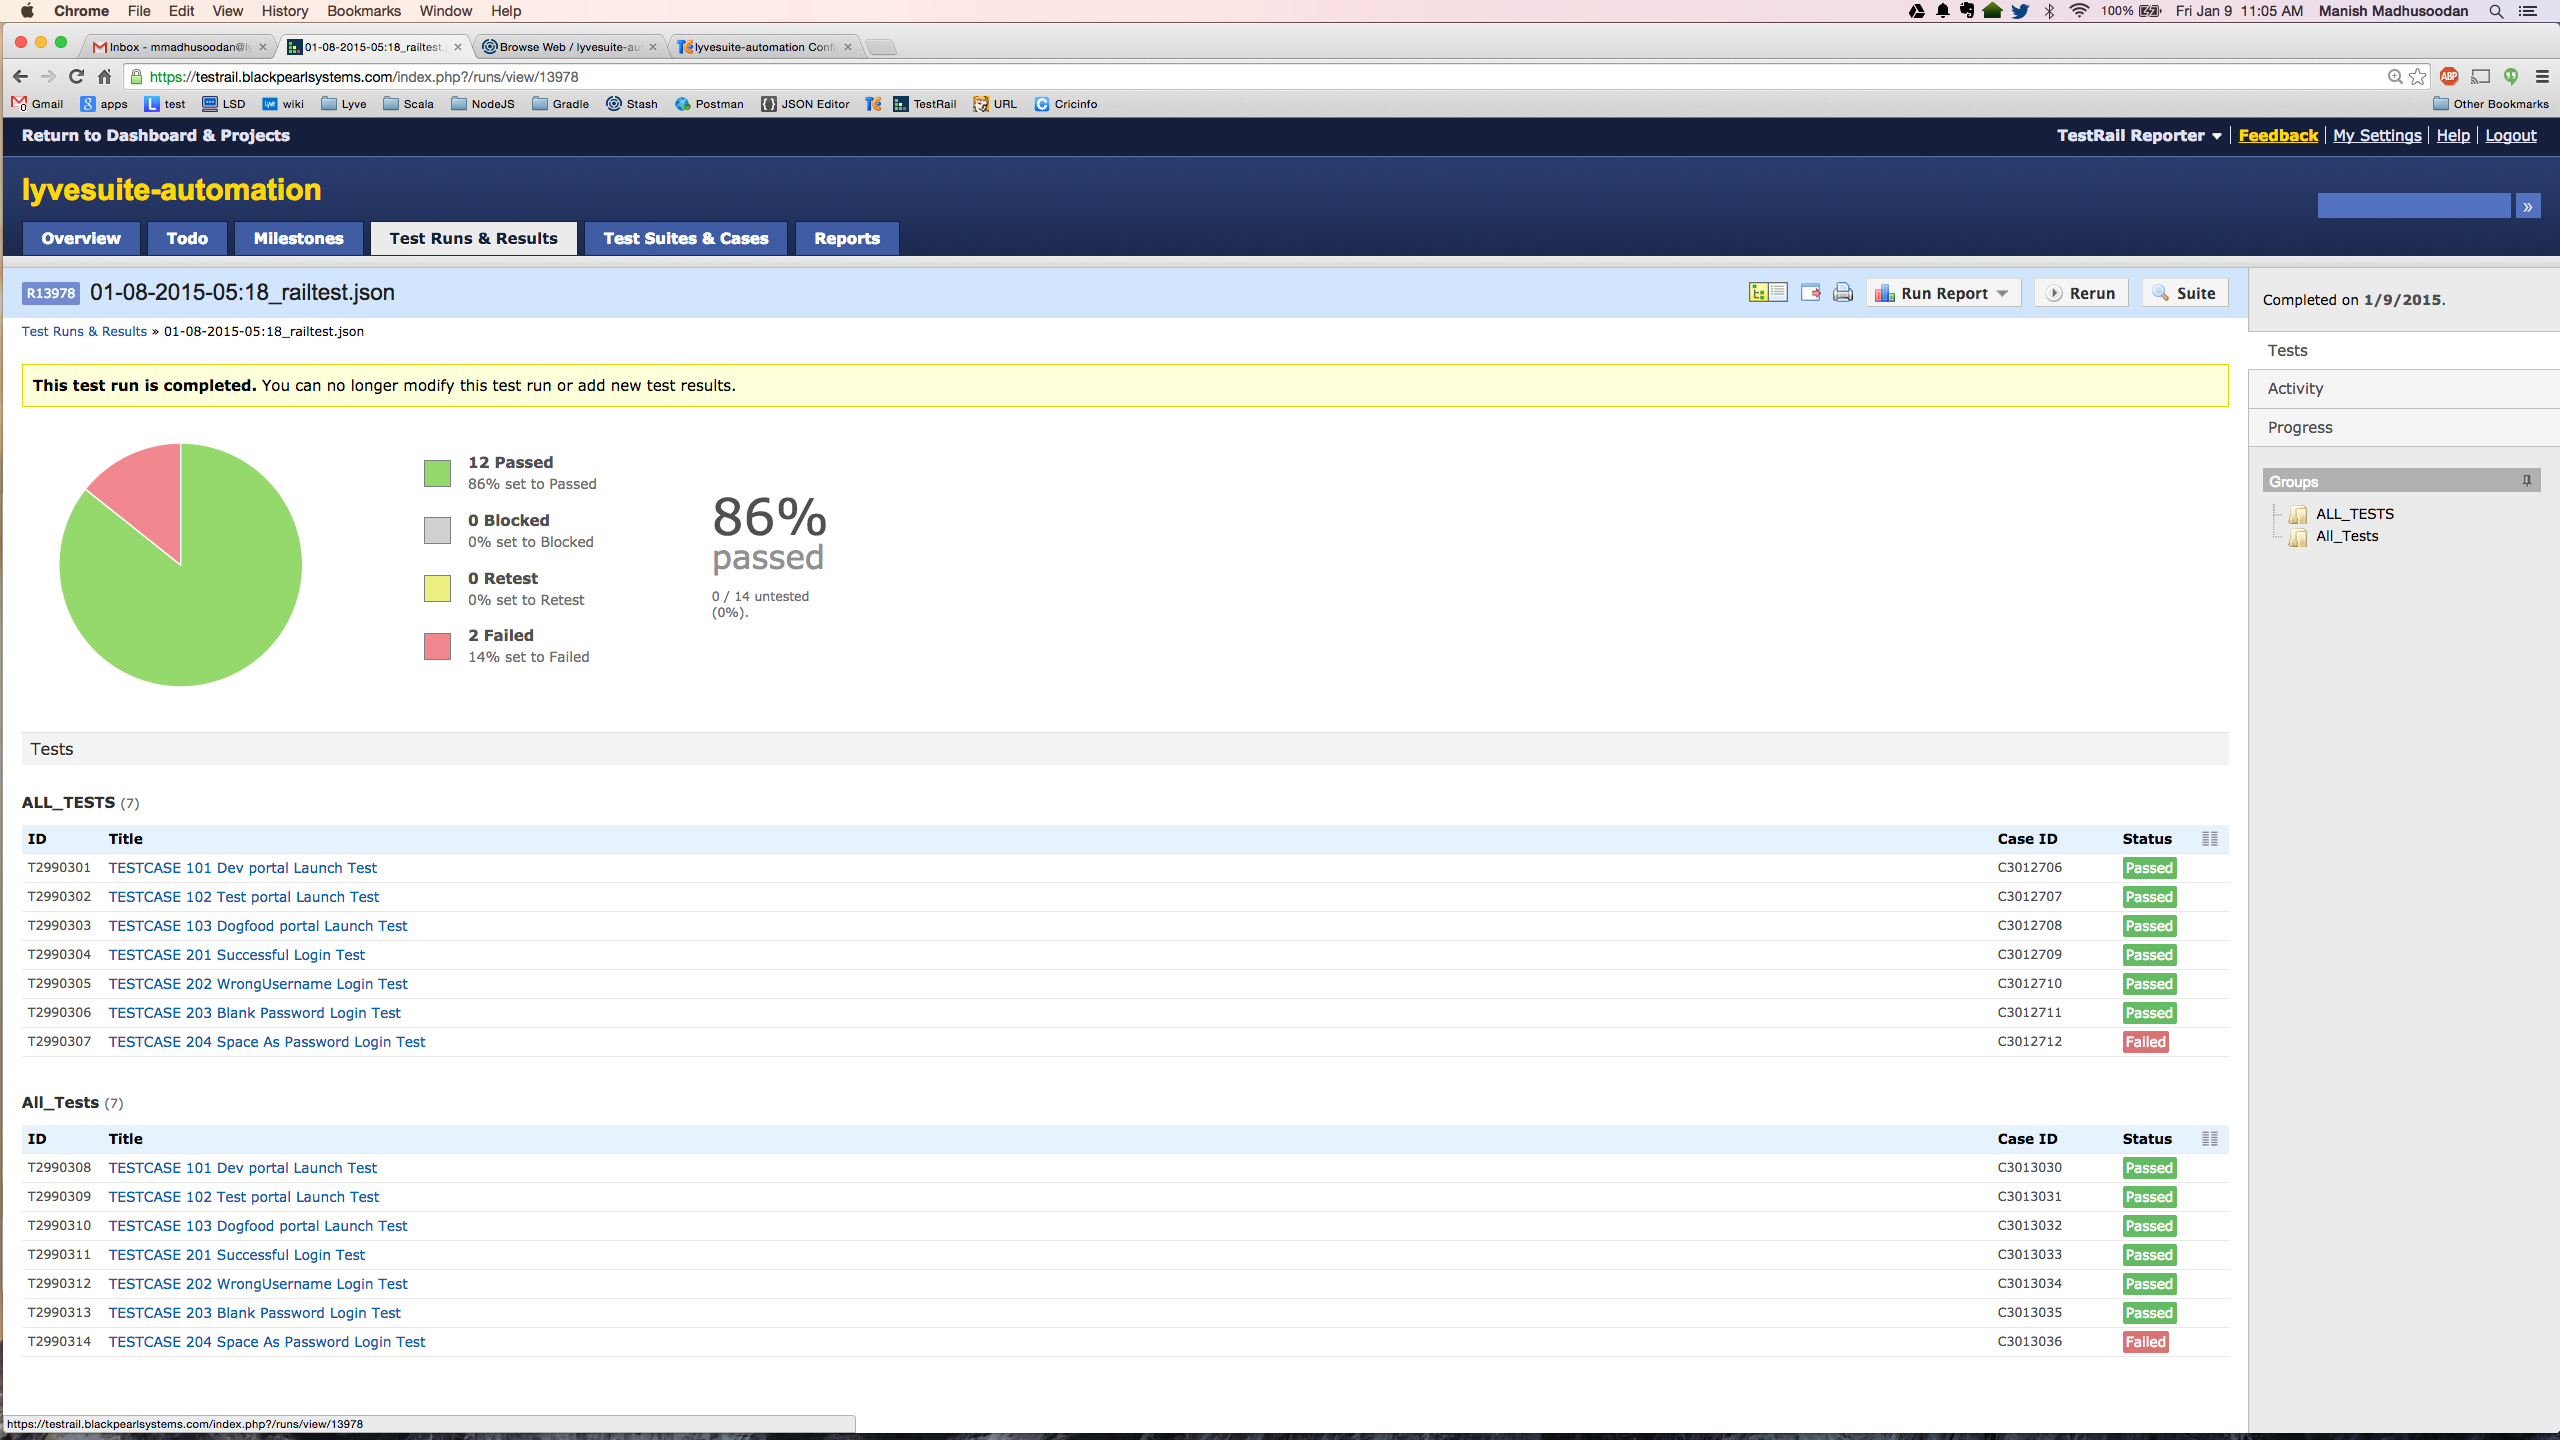 Chrome File Edit View History Bookmarks Window Help 100% Fri Jan 9 11:05 AM Manish Madhusoodan
Inbox - mmadhusoodan@ly 01-08-2015-05:18_railtest. Browse Web / lyvesuite-au lyvesuite-automation Confi
https://testrail.blackpearlsystems.com/index.php?/runs/view/13978 ABP
Gmail apps test LSD wiki Lyve Scala NodeJS Gradle Stash Postman JSON Editor TC TestRail URL Cricinfo Other Bookmarks
Return to Dashboard & Projects TestRail Reporter Feedback My Settings Help Logout
lyvesuite-automation
»
Overview Todo Milestones Test Runs & Results Test Suites & Cases Reports
R13978 01-08-2015-05:18_railtest.json Run Report Rerun Suite
Completed on 1/9/2015.
Test Runs & Results » 01-08-2015-05:18_railtest.json
Tests
Activity
Progress
Groups
ALL_TESTS
All_Tests
This test run is completed. You can no longer modify this test run or add new test results.
12 Passed
86% set to Passed
0 Blocked
0% set to Blocked
0 Retest
0% set to Retest
2 Failed
14% set to Failed
86%
passed
0 / 14 untested
(0%).
Tests
ALL_TESTS (7)
ID Title Case ID Status
T2990301 TESTCASE 101 Dev portal Launch Test C3012706 Passed
T2990302 TESTCASE 102 Test portal Launch Test C3012707 Passed
T2990303 TESTCASE 103 Dogfood portal Launch Test C3012708 Passed
T2990304 TESTCASE 201 Successful Login Test C3012709 Passed
T2990305 TESTCASE 202 WrongUsername Login Test C3012710 Passed
T2990306 TESTCASE 203 Blank Password Login Test C3012711 Passed
T2990307 TESTCASE 204 Space As Password Login Test C3012712 Failed
All_Tests (7)
ID Title Case ID Status
T2990308 TESTCASE 101 Dev portal Launch Test C3013030 Passed
T2990309 TESTCASE 102 Test portal Launch Test C3013031 Passed
T2990310 TESTCASE 103 Dogfood portal Launch Test C3013032 Passed
T2990311 TESTCASE 201 Successful Login Test C3013033 Passed
T2990312 TESTCASE 202 WrongUsername Login Test C3013034 Passed
T2990313 TESTCASE 203 Blank Password Login Test C3013035 Passed
T2990314 TESTCASE 204 Space As Password Login Test C3013036 Failed
https://testrail.blackpearlsystems.com/index.php?/runs/view/13978